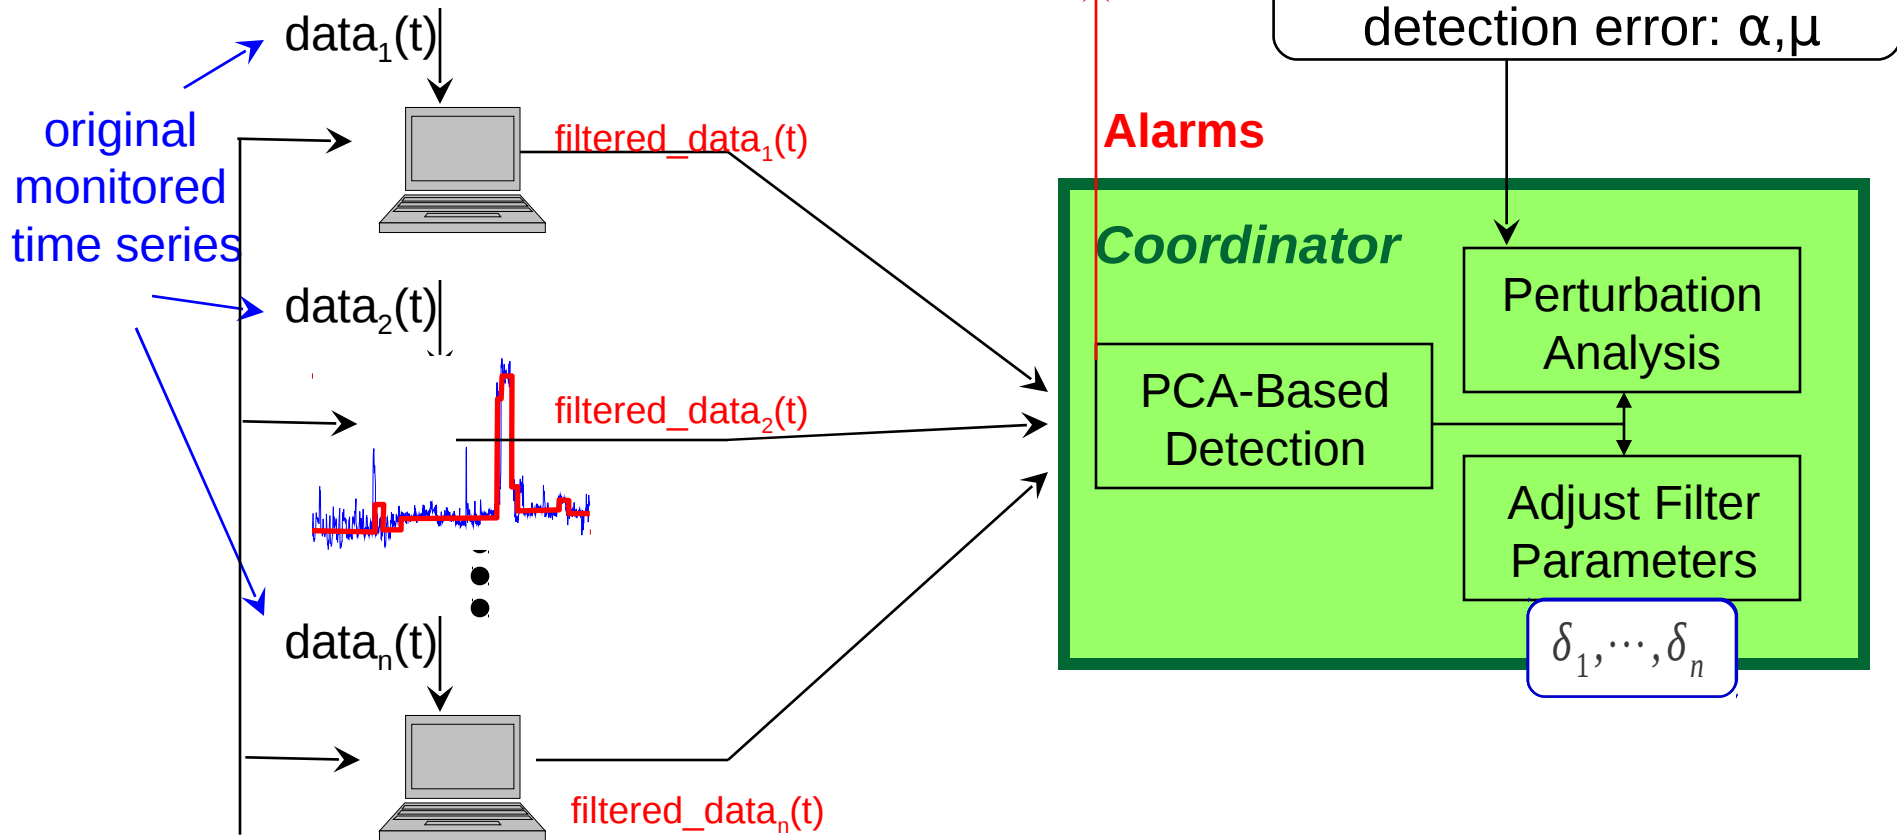 data1(t)
detection error: α,μ
original
monitored
time series
filtered_data1(t)
Alarms
Coordinator
data2(t)
filtered_data2(t)
Perturbation
Analysis
PCA-Based
Detection
Adjust Filter
Parameters
δ1,⋯,δn
datan(t)
filtered_datan(t)